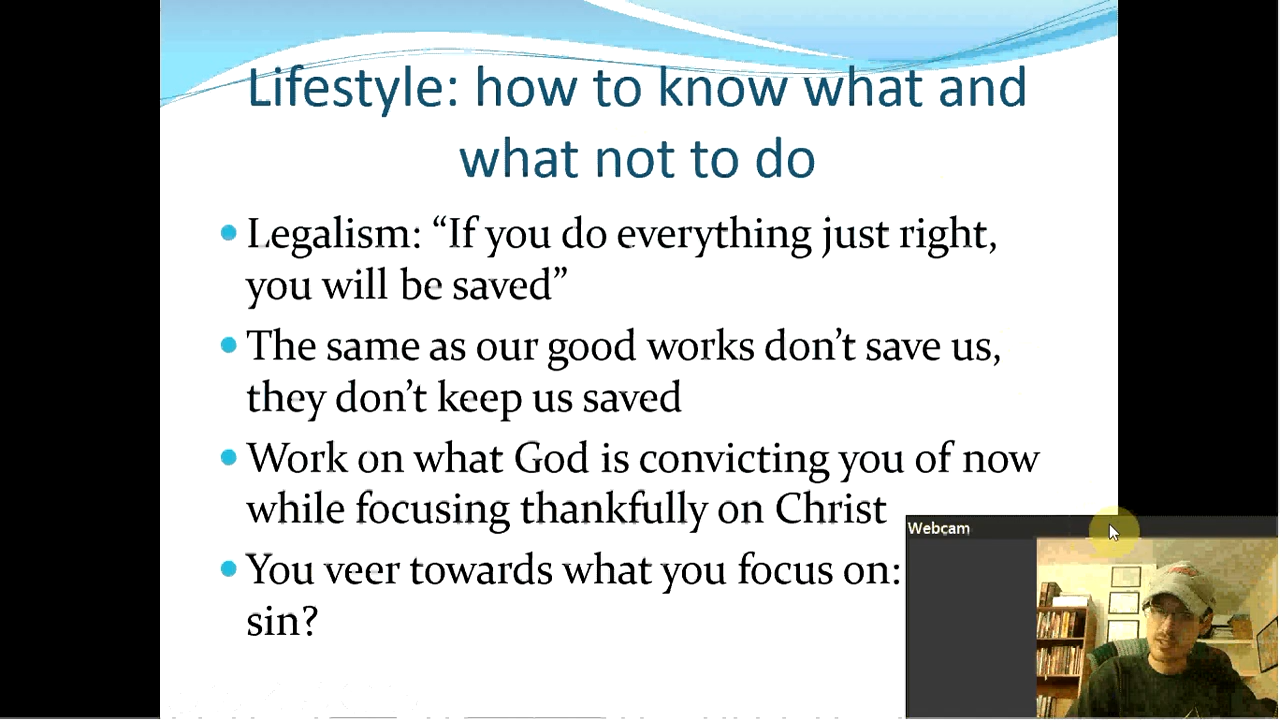 Lifestyle: how to know what and
what not to do
• Legalism: “If you do everything just right,
you will be saved”
• The same as our good works don’t save us,
they don’t keep us saved
• Work on what God is convicting you of now
while focusing thankfully on Christ
• You veer towards what you focus on:
sin?
Webcam